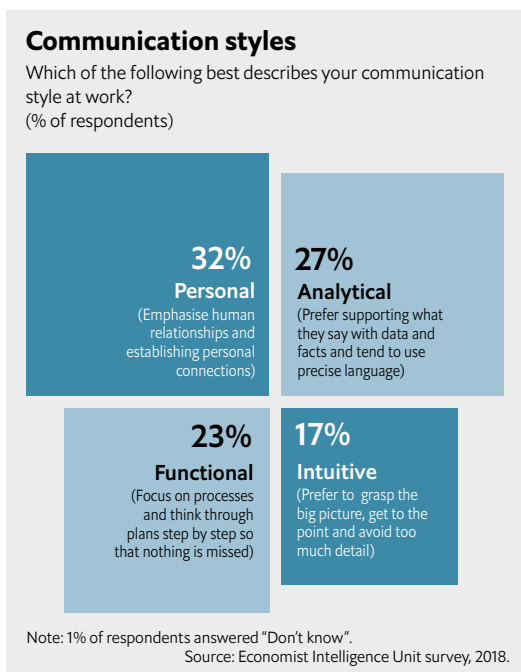 Communication styles
Which of the following best describes your communication
style at work?
(% of respondents)
32%
Personal
(Emphasise human
relationships and
establishing personal
connections)
27%
Analytical
(Prefer supporting what
they say with data and
facts and tend to use
precise language)
23%
Functional
(Focus on processes
and think through
plans step by step so
that nothing is missed)
17%
Intuitive
(Prefer to grasp the
big picture, get to the
point and avoid too
much detail)
Note: 1% of respondents answered “Don’t know”.
Source: Economist Intelligence Unit survey, 2018.